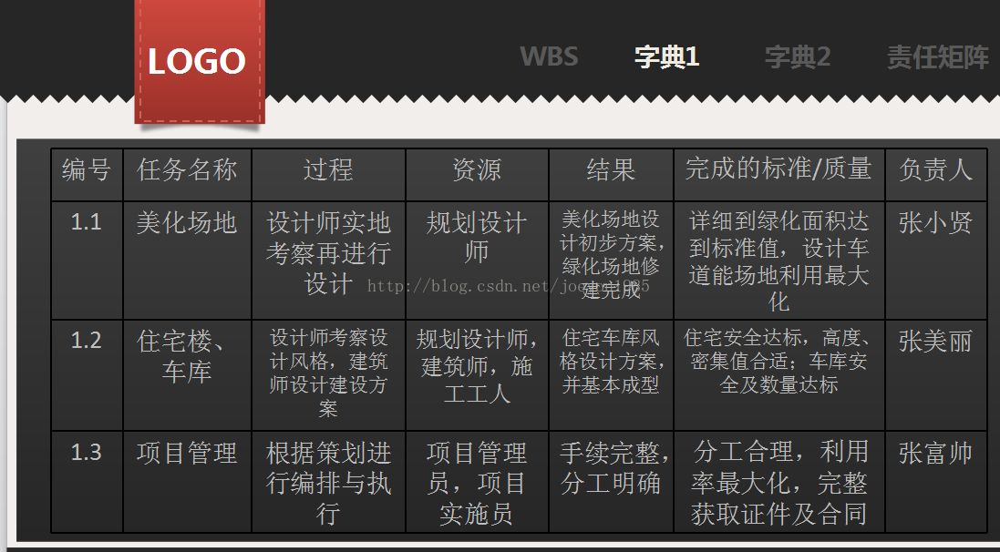 LOGO
WBS 字典1 字典2 责任矩阵
编号 任务名称 过程 资源 结果 完成的标准/质量 负责人
1.1 美化场地 设计师实地 规划设计 美化场地设 详细到绿化面积达 张小贤
考察再进行 师 计初步方案， 到标准值，设计车
设计 绿化场地修 道能场地利用最大
建完成 化
http://blog.csdn.net/
1.2 住宅楼、 设计师考察设 规划设计师， 住宅车库风 住宅安全达标，高度、 张美丽
车库 计风格，建筑 建筑师，施 格设计方案， 密集值合适；车库安
师设计建设方 工工人 并基本成型 全及数量达标
案
1.3 项目管理 根据策划进 项目管理 手续完整， 分工合理，利用 张富帅
行编排与执 员，项目 分工明确 率最大化，完整
行 实施员 获取证件及合同